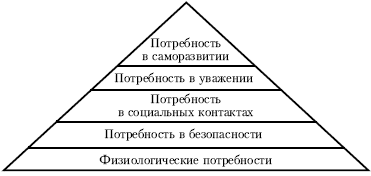 Потребность
в саморазвитии
Потребность в уважении
Потребность
в социальных контактах
Потребность в безопасности
Физиологические потребности